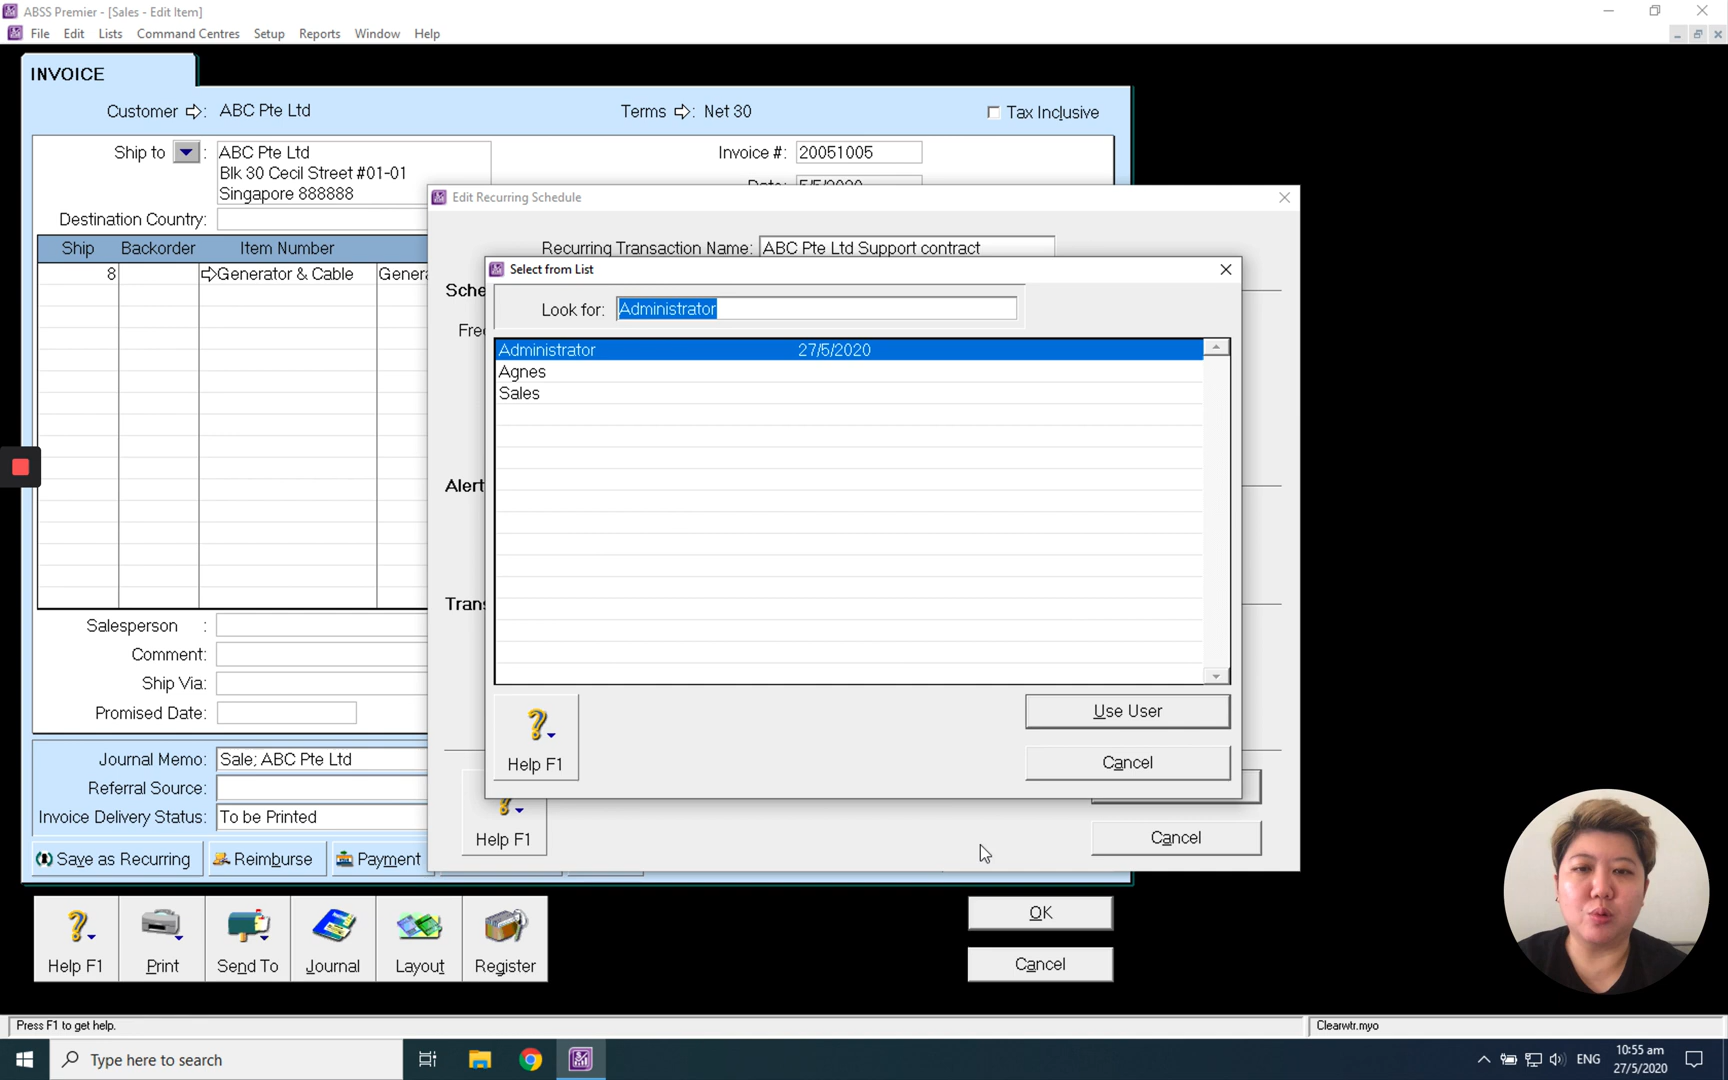 ABSS Premier - [Sales - Edit Item]
File Edit Lists Command Centres Setup Reports Window Help
INVOICE
Customer : ABC Pte Ltd
Terms : Net 30
Tax Inclusive
Ship to : ABC Pte Ltd
Blk 30 Cecil Street #01-01
Singapore 888888
Invoice #: 20051005
Date: 5/5/2020
Destination Country:
Ship Backorder Item Number
8 Generator & Cable Genera
Salesperson :
Comment:
Ship Via:
Promised Date:
Journal Memo: Sale; ABC Pte Ltd
Referral Source:
Invoice Delivery Status: To be Printed
Save as Recurring Reimburse Payment
Help F1 Print Send To Journal Layout Register
OK
Cancel
Edit Recurring Schedule
Recurring Transaction Name: ABC Pte Ltd Support contract
Sche
Fre
Alert
Trans
Help F1
Cancel
Select from List
Look for: Administrator
Administrator 27/5/2020
Agnes
Sales
Help F1
Use User
Cancel
Press F1 to get help.
Clearwtr.myo
Type here to search
ENG
10:55 am
27/5/2020